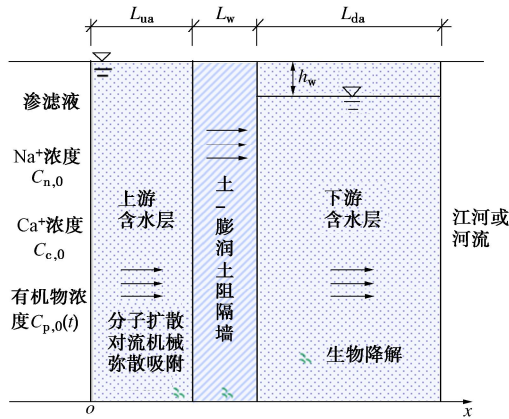 L_ua L_w L_da
h_w
渗滤液
Na⁺浓度
C_n,0
Ca⁺浓度
C_c,0
有机物浓
度C_p,0(t)
上游
含水层
分子扩散
对流机械
弥散吸附
土
-
膨
润
土
阻
隔
墙
下游
含水层
生物降解
江河或
河流
o
x